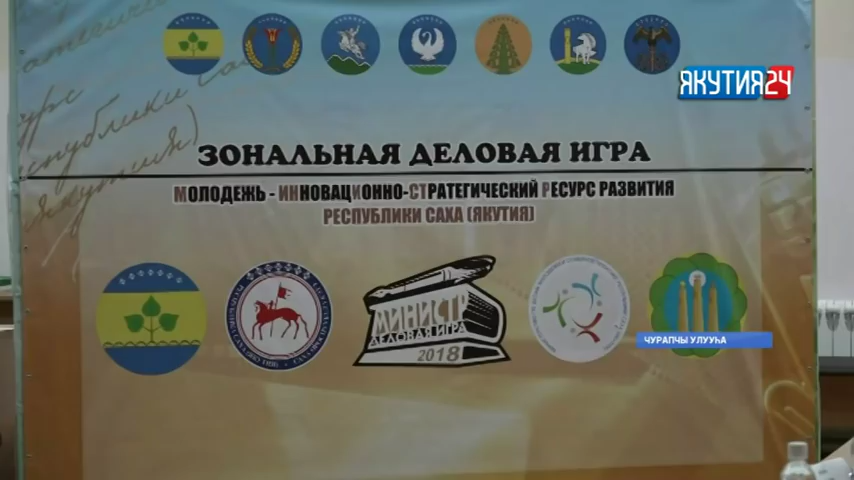 ЯКУТИЯ24
ЗОНАЛЬНАЯ ДЕЛОВАЯ ИГРА
МОЛОДЕЖЬ - ИННОВАЦИОННО-СТРАТЕГИЧЕСКИЙ РЕСУРС РАЗВИТИЯ
РЕСПУБЛИКИ САХА (ЯКУТИЯ)
МИНИСТР
ДЕЛОВАЯ ИГРА
2018
ЧУРАПЧЫ УЛУУҺА